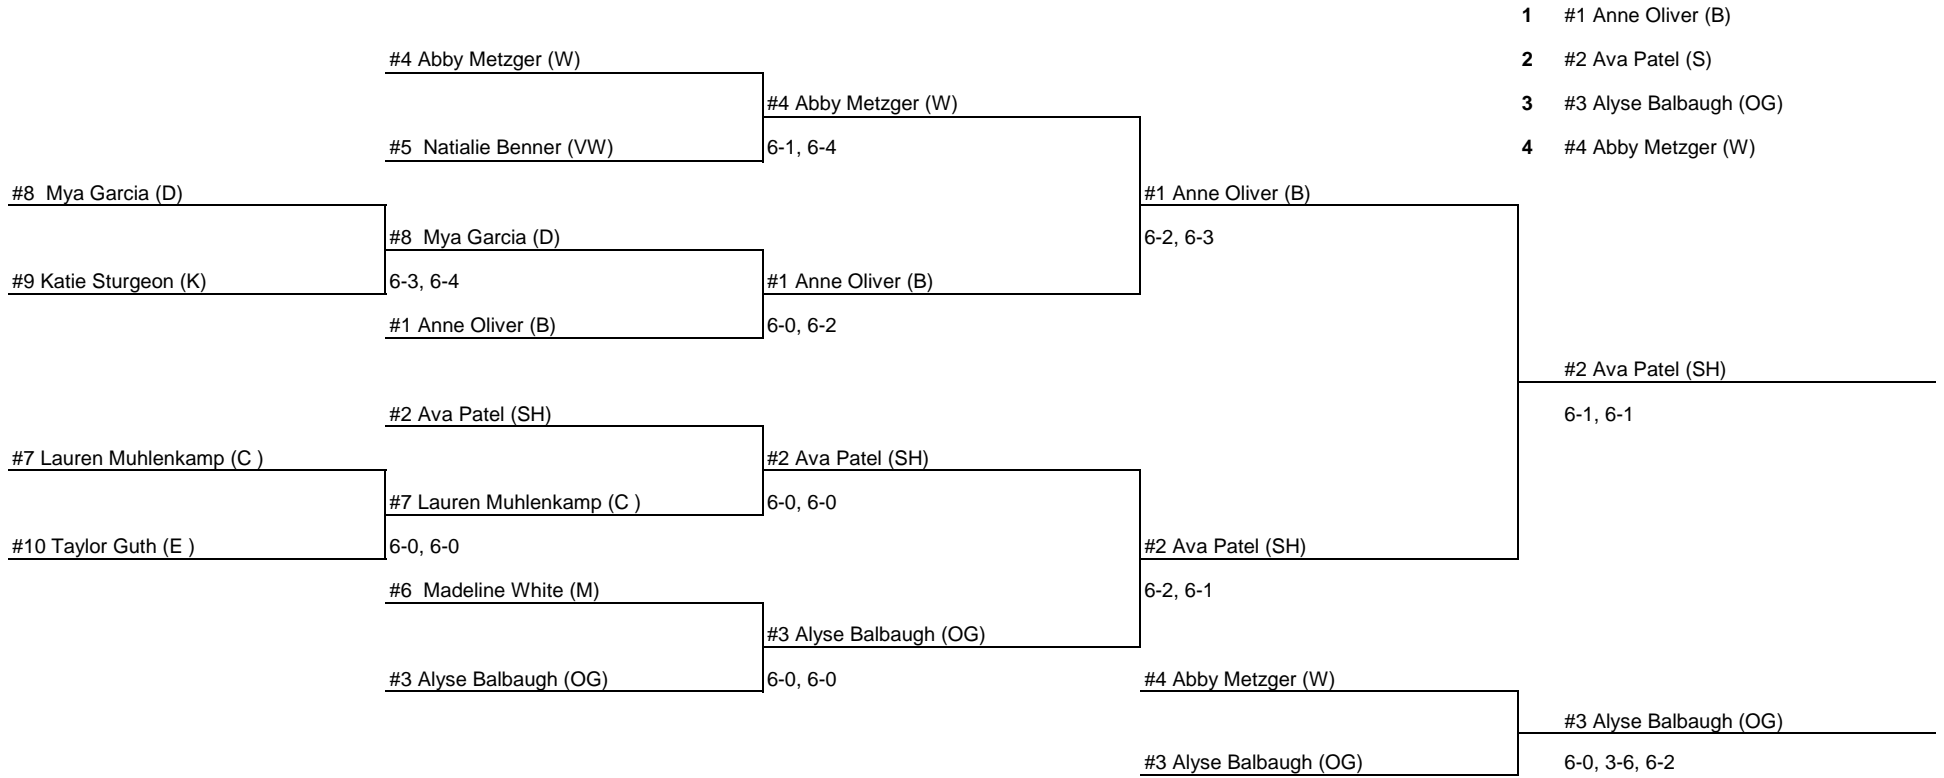 1 #1 Anne Oliver (B)
#4 Abby Metzger (W) 2 #2 Ava Patel (S)
#4 Abby Metzger (W) 3 #3 Alyse Balbaugh (OG)
#5  Natialie Benner (VW) 6-1, 6-4 4 #4 Abby Metzger (W)
#8  Mya Garcia (D) #1 Anne Oliver (B)
#8  Mya Garcia (D) 6-2, 6-3
#9 Katie Sturgeon (K) 6-3, 6-4 #1 Anne Oliver (B)
#1 Anne Oliver (B) 6-0, 6-2
#2 Ava Patel (SH)
#2 Ava Patel (SH) 6-1, 6-1
#7 Lauren Muhlenkamp (C ) #2 Ava Patel (SH)
#7 Lauren Muhlenkamp (C ) 6-0, 6-0
#10 Taylor Guth (E ) 6-0, 6-0 #2 Ava Patel (SH)
#6  Madeline White (M) 6-2, 6-1
#3 Alyse Balbaugh (OG)
#3 Alyse Balbaugh (OG) 6-0, 6-0 #4 Abby Metzger (W)
#3 Alyse Balbaugh (OG)
#3 Alyse Balbaugh (OG) 6-0, 3-6, 6-2